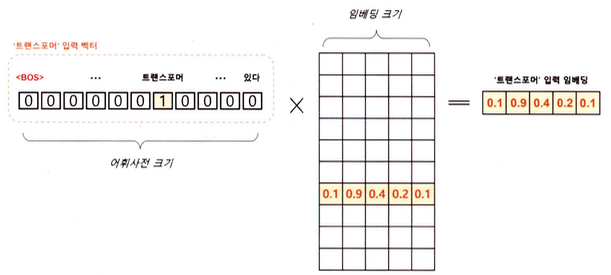 임베딩 크기
'트랜스포머' 입력 벡터
<BOS> ... 트랜스포머 ... 있다
0 0 0 0 0 0 1 0 0 0 0
어휘사전 크기
×
0.1 0.9 0.4 0.2 0.1
=
'트랜스포머' 입력 임베딩
0.1 0.9 0.4 0.2 0.1